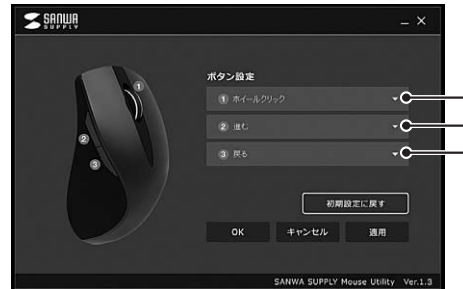 SANWA
SUPPLY
ボタン設定
① ホイールクリック
② 進む
③ 戻る
①
②
③
初期設定に戻す
OK キャンセル 適用
SANWA SUPPLY Mouse Utility Ver.1.3